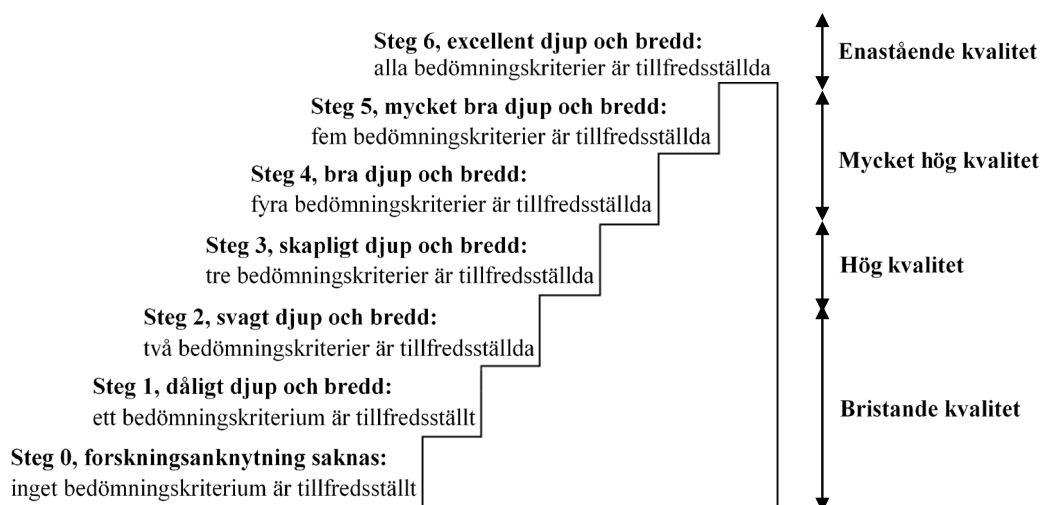 Steg 6, excellent djup och bredd:
alla bedömningskriterier är tillfredsställda
Enastående kvalitet
Steg 5, mycket bra djup och bredd:
fem bedömningskriterier är tillfredsställda
Mycket hög kvalitet
Steg 4, bra djup och bredd:
fyra bedömningskriterier är tillfredsställda
Steg 3, skapligt djup och bredd:
tre bedömningskriterier är tillfredsställda
Hög kvalitet
Steg 2, svagt djup och bredd:
två bedömningskriterier är tillfredsställda
Steg 1, dåligt djup och bredd:
ett bedömningskriterium är tillfredsställt
Bristande kvalitet
Steg 0, forskningsanknytning saknas:
inget bedömningskriterium är tillfredsställt